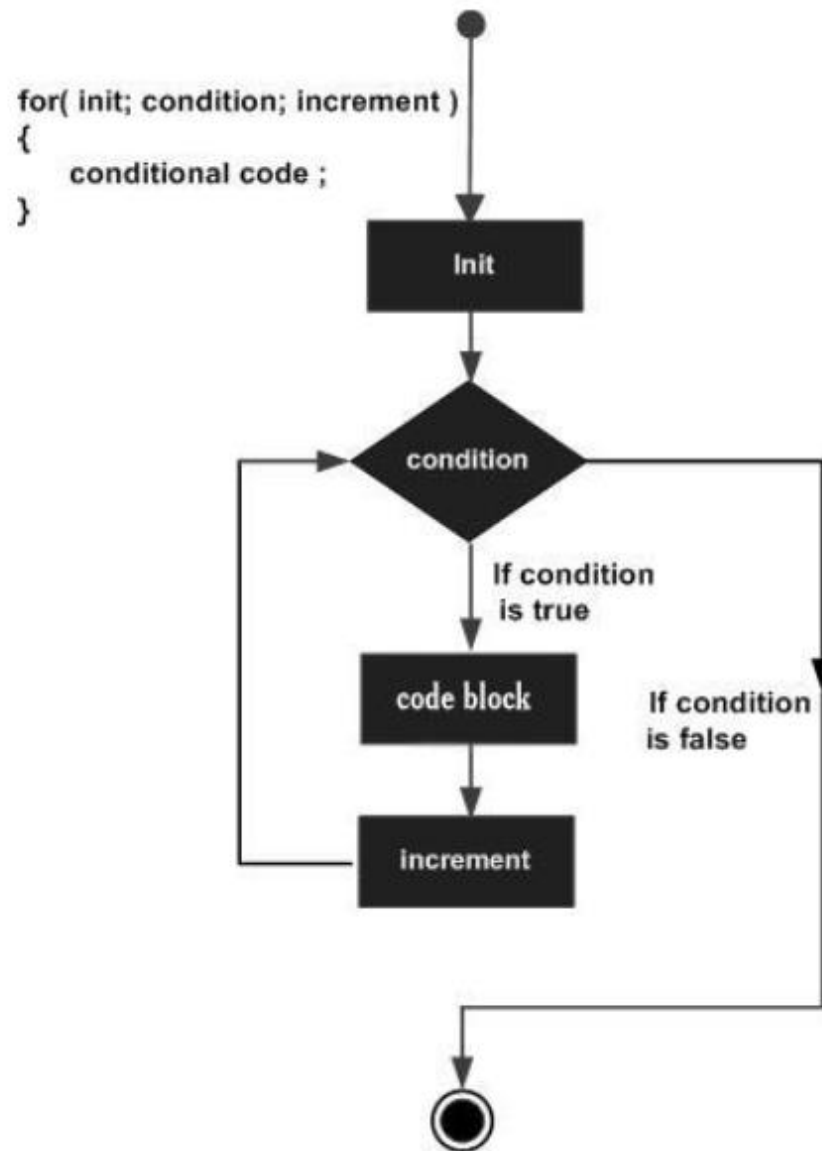 for( init; condition; increment )
{
conditional code ;
}
Init
condition
If condition
is true
code block
If condition
is false
increment